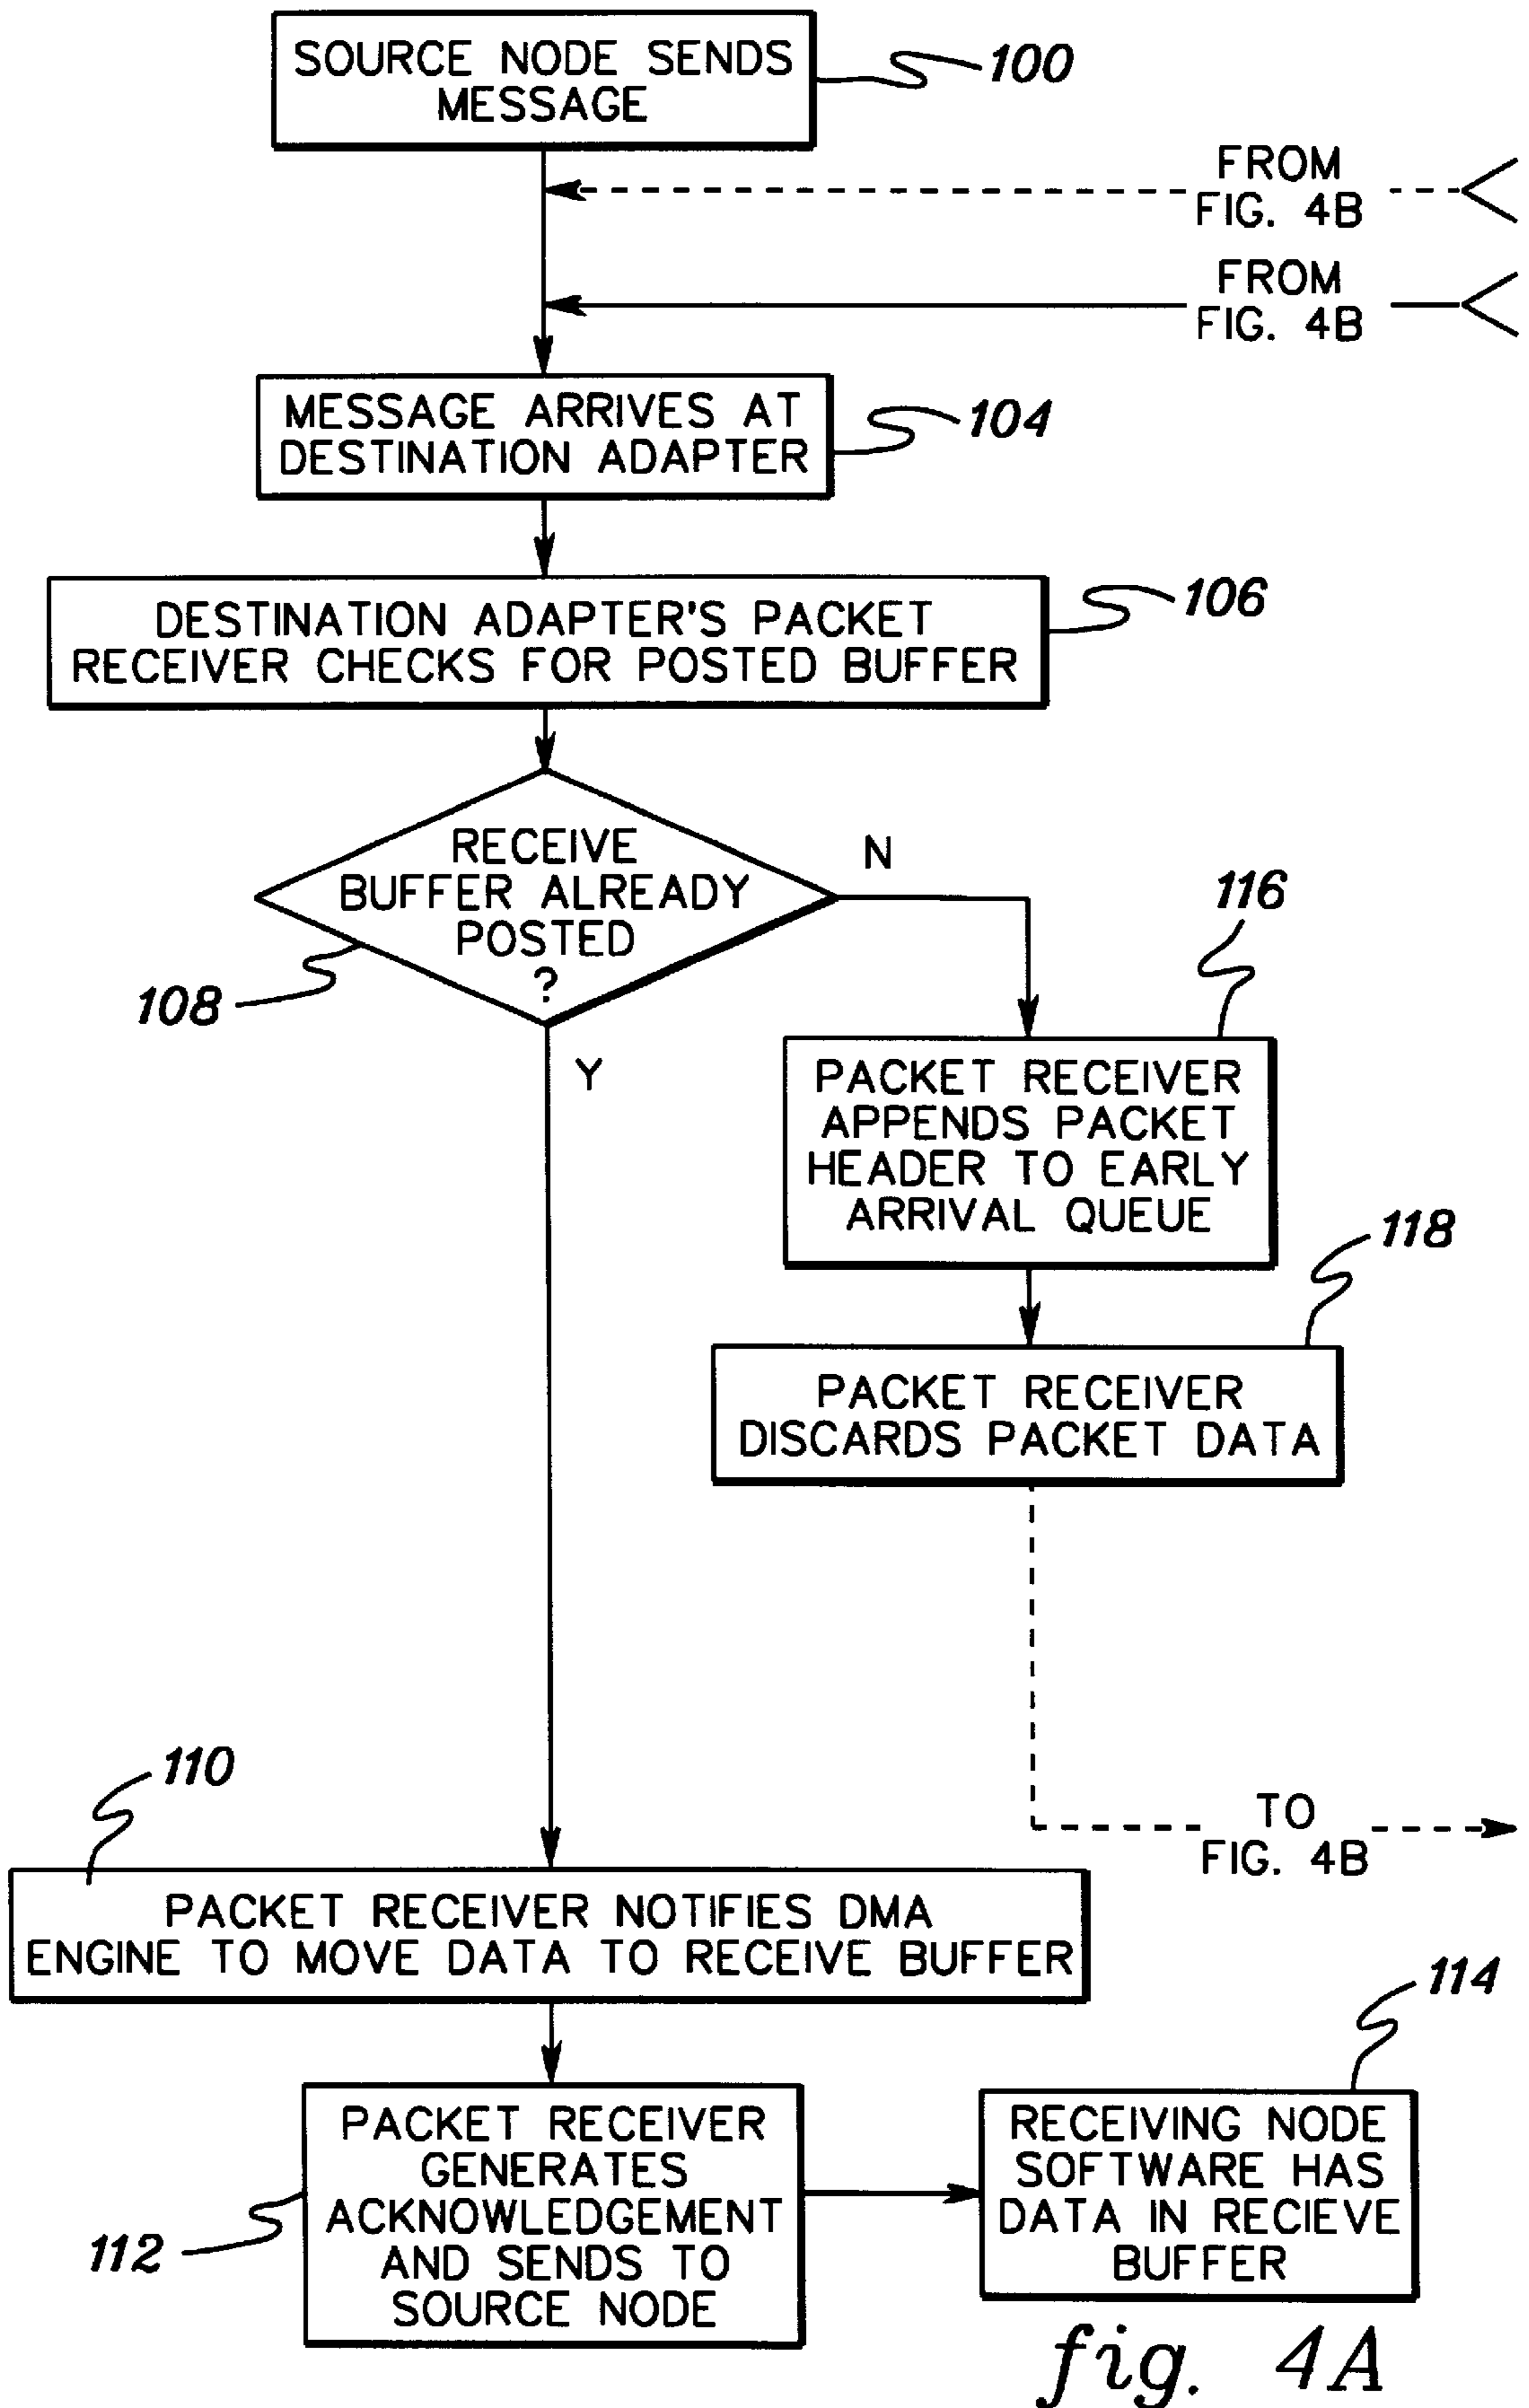 SOURCE NODE SENDS
MESSAGE
100
FROM
FIG. 4B
FROM
FIG. 4B
MESSAGE ARRIVES AT
DESTINATION ADAPTER
104
DESTINATION ADAPTER'S PACKET
RECEIVER CHECKS FOR POSTED BUFFER
106
RECEIVE
BUFFER ALREADY
POSTED
?
108
N
Y
116
PACKET RECEIVER
APPENDS PACKET
HEADER TO EARLY
ARRIVAL QUEUE
118
PACKET RECEIVER
DISCARDS PACKET DATA
TO
FIG. 4B
110
PACKET RECEIVER NOTIFIES DMA
ENGINE TO MOVE DATA TO RECEIVE BUFFER
112
PACKET RECEIVER
GENERATES
ACKNOWLEDGEMENT
AND SENDS TO
SOURCE NODE
114
RECEIVING NODE
SOFTWARE HAS
DATA IN RECIEVE
BUFFER
fig. 4A